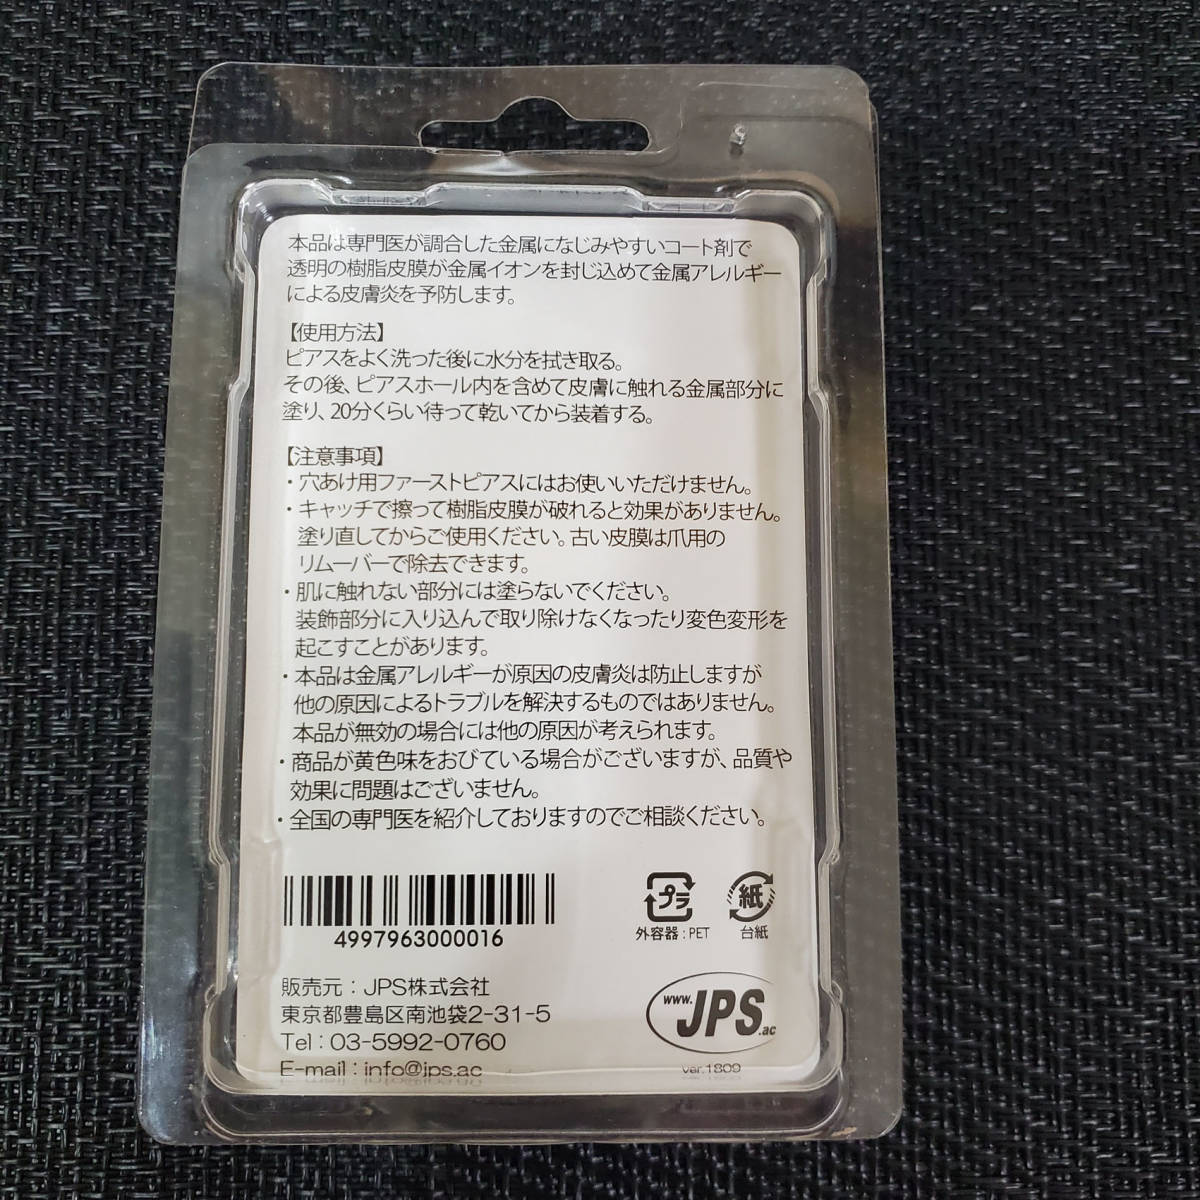 本品は専門医が調合した金属になじみやすいコート剤で
透明の樹脂皮膜が金属イオンを封じ込めて金属アレルギー
による皮膚炎を予防します。
【使用方法】
ピアスをよく洗った後に水分を拭き取る。
その後、ピアスホール内を含めて皮膚に触れる金属部分に
塗り、20分くらい待って乾いてから装着する。
【注意事項】
・穴あけ用ファーストピアスにはお使いいただけません。
・キャッチで擦って樹脂皮膜が破れると効果がありません。
塗り直してからご使用ください。古い皮膜は爪用の
リムーバーで除去できます。
・肌に触れない部分には塗らないでください。
装飾部分に入り込んで取り除けなくなったり変色変形を
起こすことがあります。
・本品は金属アレルギーが原因の皮膚炎は防止しますが
他の原因によるトラブルを解決するものではありません。
本品が無効の場合には他の原因が考えられます。
・商品が黄色味をおびている場合がございますが、品質や
効果に問題はございません。
・全国の専門医を紹介しておりますのでご相談ください。
4997963000016
プラ
外容器:PET
紙
台紙
販売元:JPS株式会社
東京都豊島区南池袋2-31-5
Tel:03-5992-0760
E-mail:info@jps.ac
www.JPS.ac
ver.1809